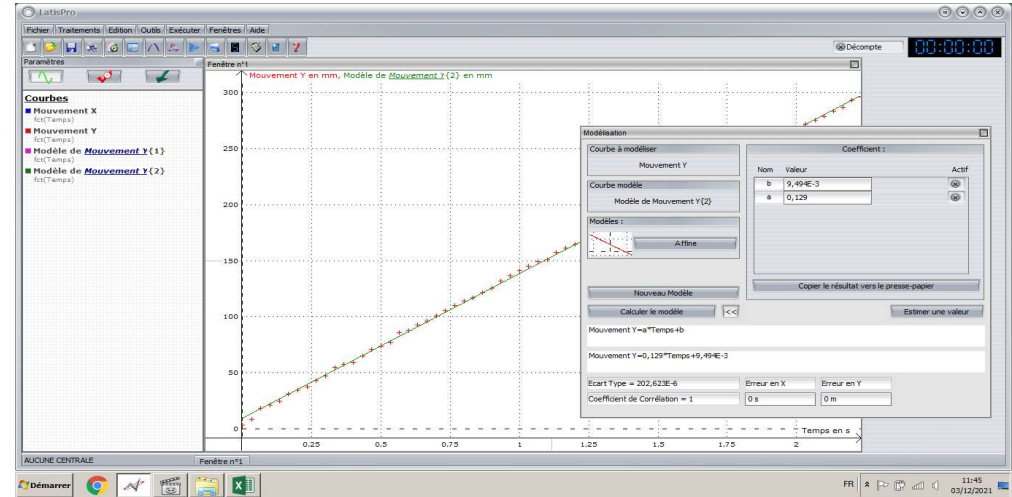 LatisPro
Fichier Traitements Edition Outils Exécuter Fenêtres Aide
Décompte 00:00:00
Paramètres
Courbes
Mouvement X
fct(Temps)
Mouvement Y
fct(Temps)
Modèle de Mouvement Y{1}
fct(Temps)
Modèle de Mouvement Y{2}
fct(Temps)
Fenêtre n°1
Mouvement Y en mm, Modèle de Mouvement Y{2} en mm
300
250
200
150
100
50
0
0.25 0.5 0.75 1 1.25 1.5 1.75 2
Temps en s
Modélisation
Courbe à modéliser
Mouvement Y
Courbe modèle
Modèle de Mouvement Y{2}
Modèles :
Affine
Nouveau Modèle
Calculer le modèle <<
Coefficient :
Nom Valeur Actif
b 9,494E-3
a 0,129
Copier le résultat vers le presse-papier
Estimer une valeur
Mouvement Y=a*Temps+b
Mouvement Y=0,129*Temps+9,494E-3
Ecart Type = 202,623E-6 Erreur en X Erreur en Y
Coefficient de Corrélation = 1 0 s 0 m
AUCUNE CENTRALE Fenêtre n°1
Démarrer FR 11:45
03/12/2021